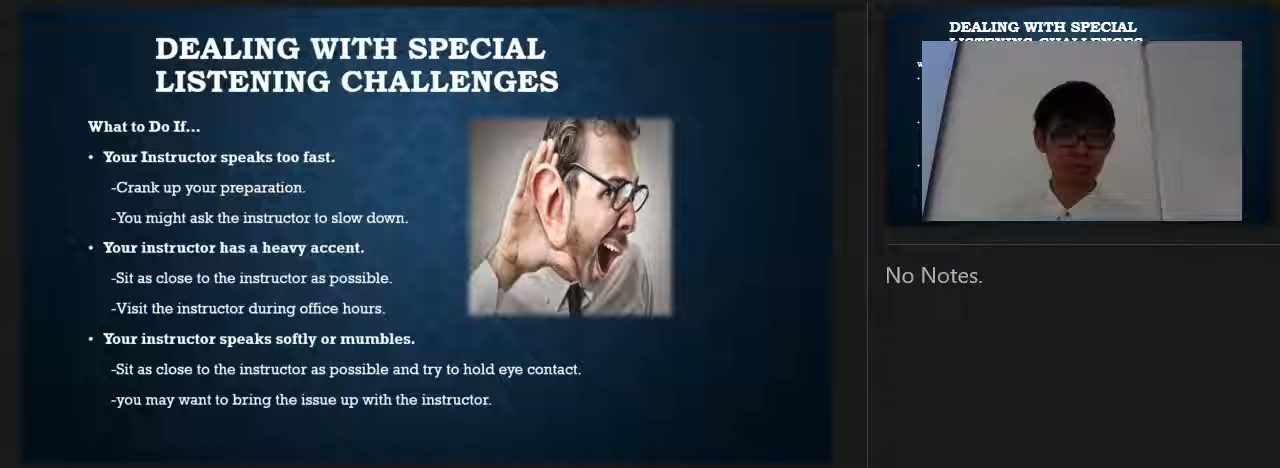 DEALING WITH SPECIAL
LISTENING CHALLENGES
What to Do If...
• Your Instructor speaks too fast.
-Crank up your preparation.
-You might ask the instructor to slow down.
• Your instructor has a heavy accent.
-Sit as close to the instructor as possible.
-Visit the instructor during office hours.
• Your instructor speaks softly or mumbles.
-Sit as close to the instructor as possible and try to hold eye contact.
-you may want to bring the issue up with the instructor.
DEALING WITH SPECIAL
LISTENING CHALLENGES
No Notes.